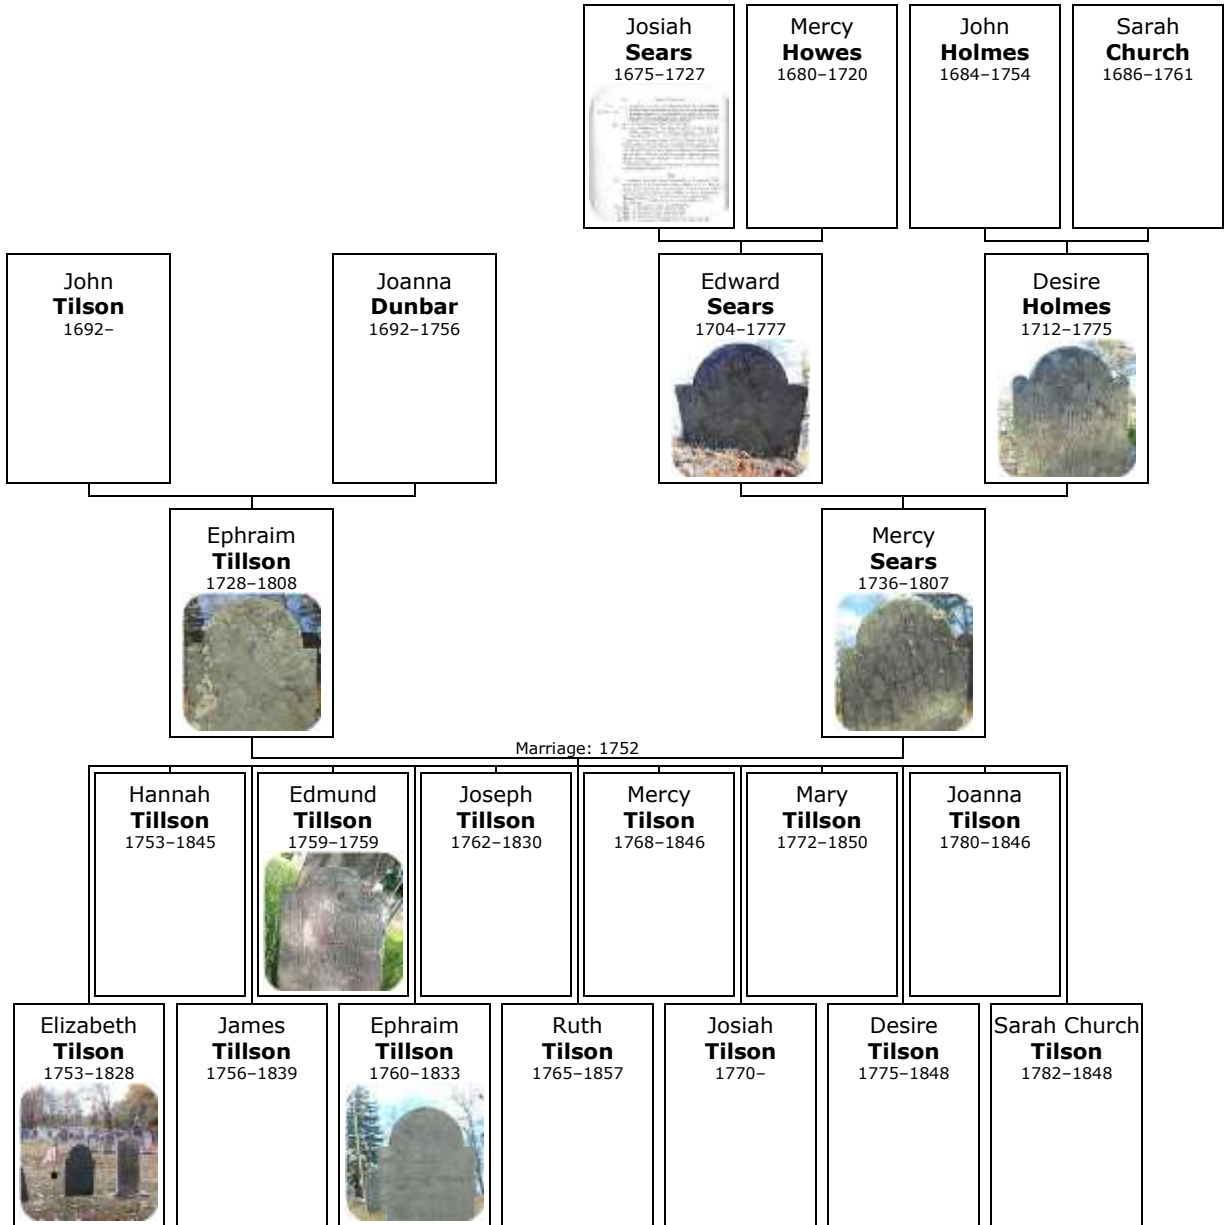 Josiah
Sears
1675–1727
Mercy
Howes
1680–1720
John
Holmes
1684–1754
Sarah
Church
1686–1761
John
Tilson
1692–
Joanna
Dunbar
1692–1756
Edward
Sears
1704–1777
Desire
Holmes
1712–1775
Ephraim
Tillson
1728–1808
Mercy
Sears
1736–1807
Marriage: 1752
Hannah
Tillson
1753–1845
Edmund
Tillson
1759–1759
Joseph
Tillson
1762–1830
Mercy
Tilson
1768–1846
Mary
Tillson
1772–1850
Joanna
Tilson
1780–1846
Elizabeth
Tilson
1753–1828
James
Tillson
1756–1839
Ephraim
Tillson
1760–1833
Ruth
Tilson
1765–1857
Josiah
Tilson
1770–
Desire
Tilson
1775–1848
Sarah Church
Tilson
1782–1848